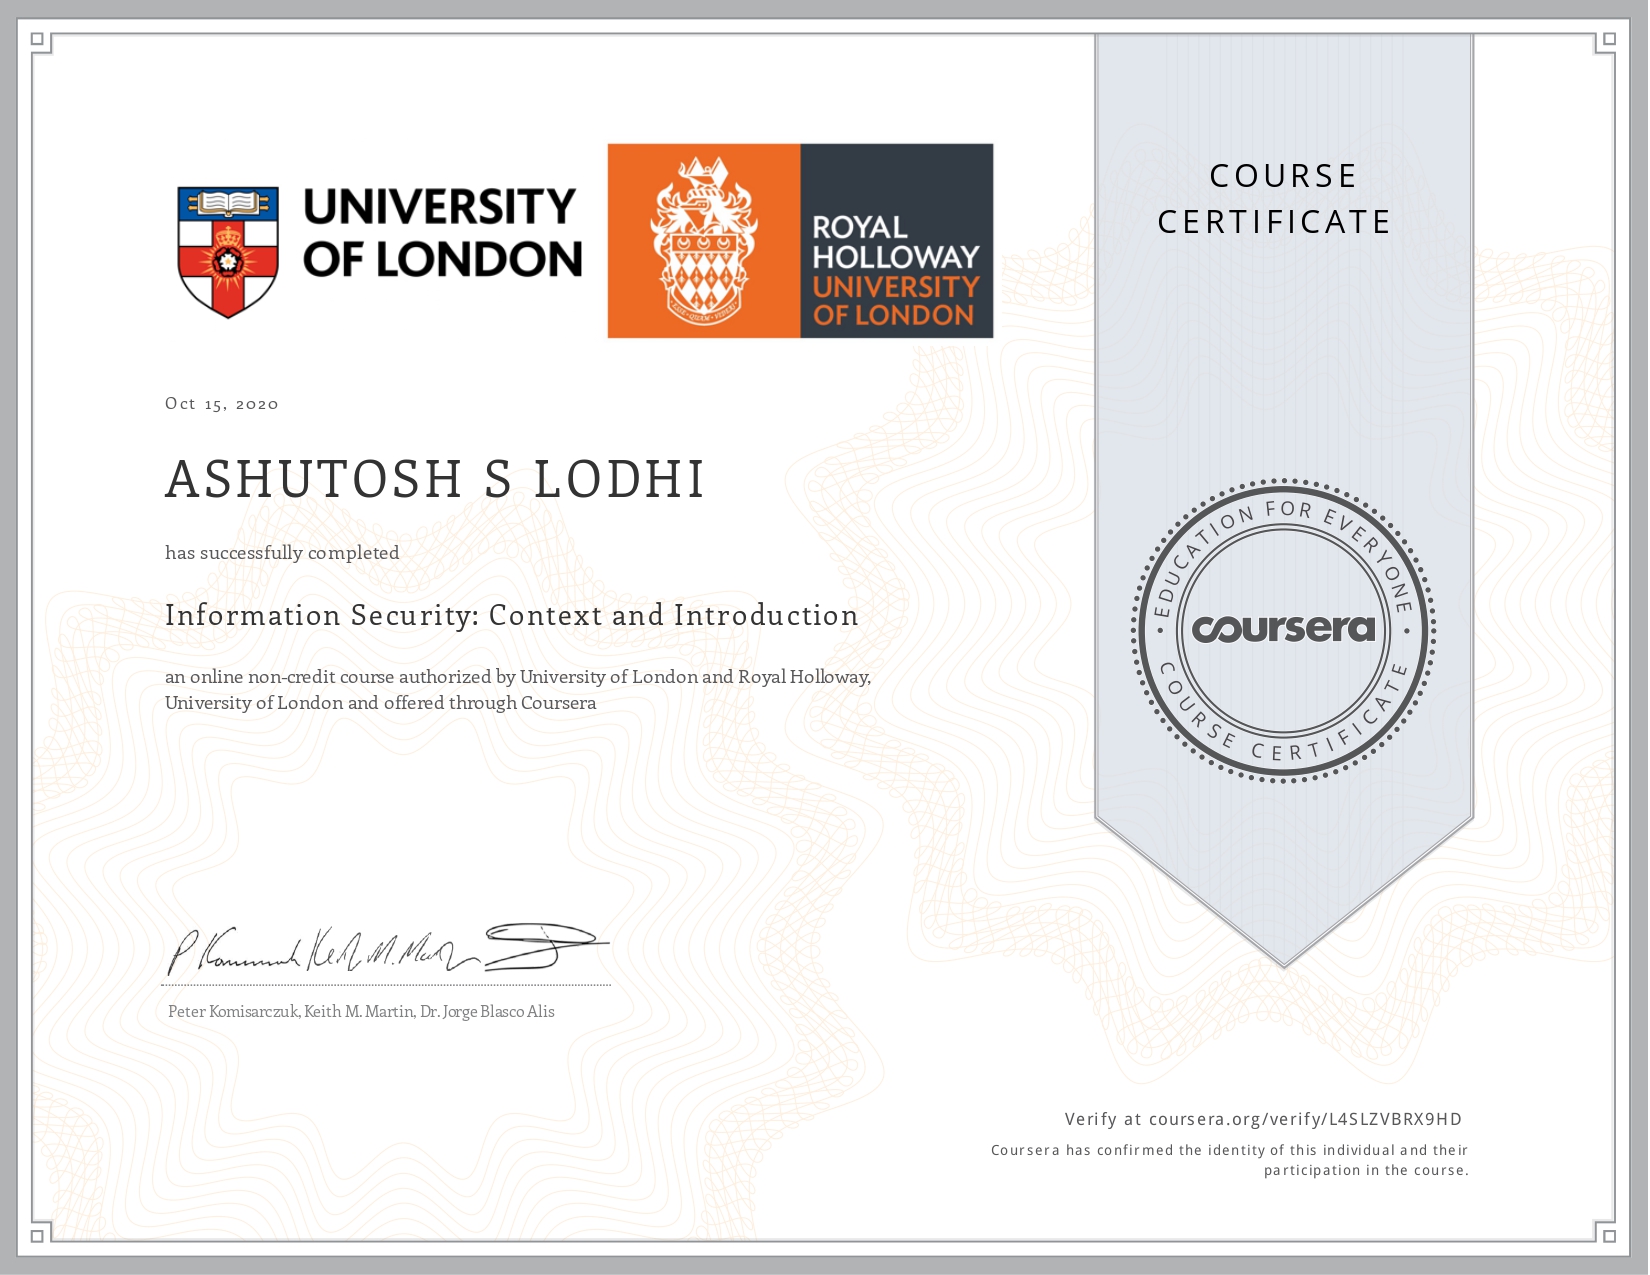 UNIVERSITY
OF LONDON
ROYAL
HOLLOWAY
UNIVERSITY
OF LONDON
COURSE
CERTIFICATE
Oct 15, 2020
ASHUTOSH S LODHI
has successfully completed
Information Security: Context and Introduction
an online non-credit course authorized by University of London and Royal Holloway,
University of London and offered through Coursera
EDUCATION FOR EVERYONE
coursera
COURSE CERTIFICATE
Peter Komisarczuk, Keith M. Martin, Dr. Jorge Blasco Alis
Verify at coursera.org/verify/L4SLZVBRX9HD
Coursera has confirmed the identity of this individual and their
participation in the course.